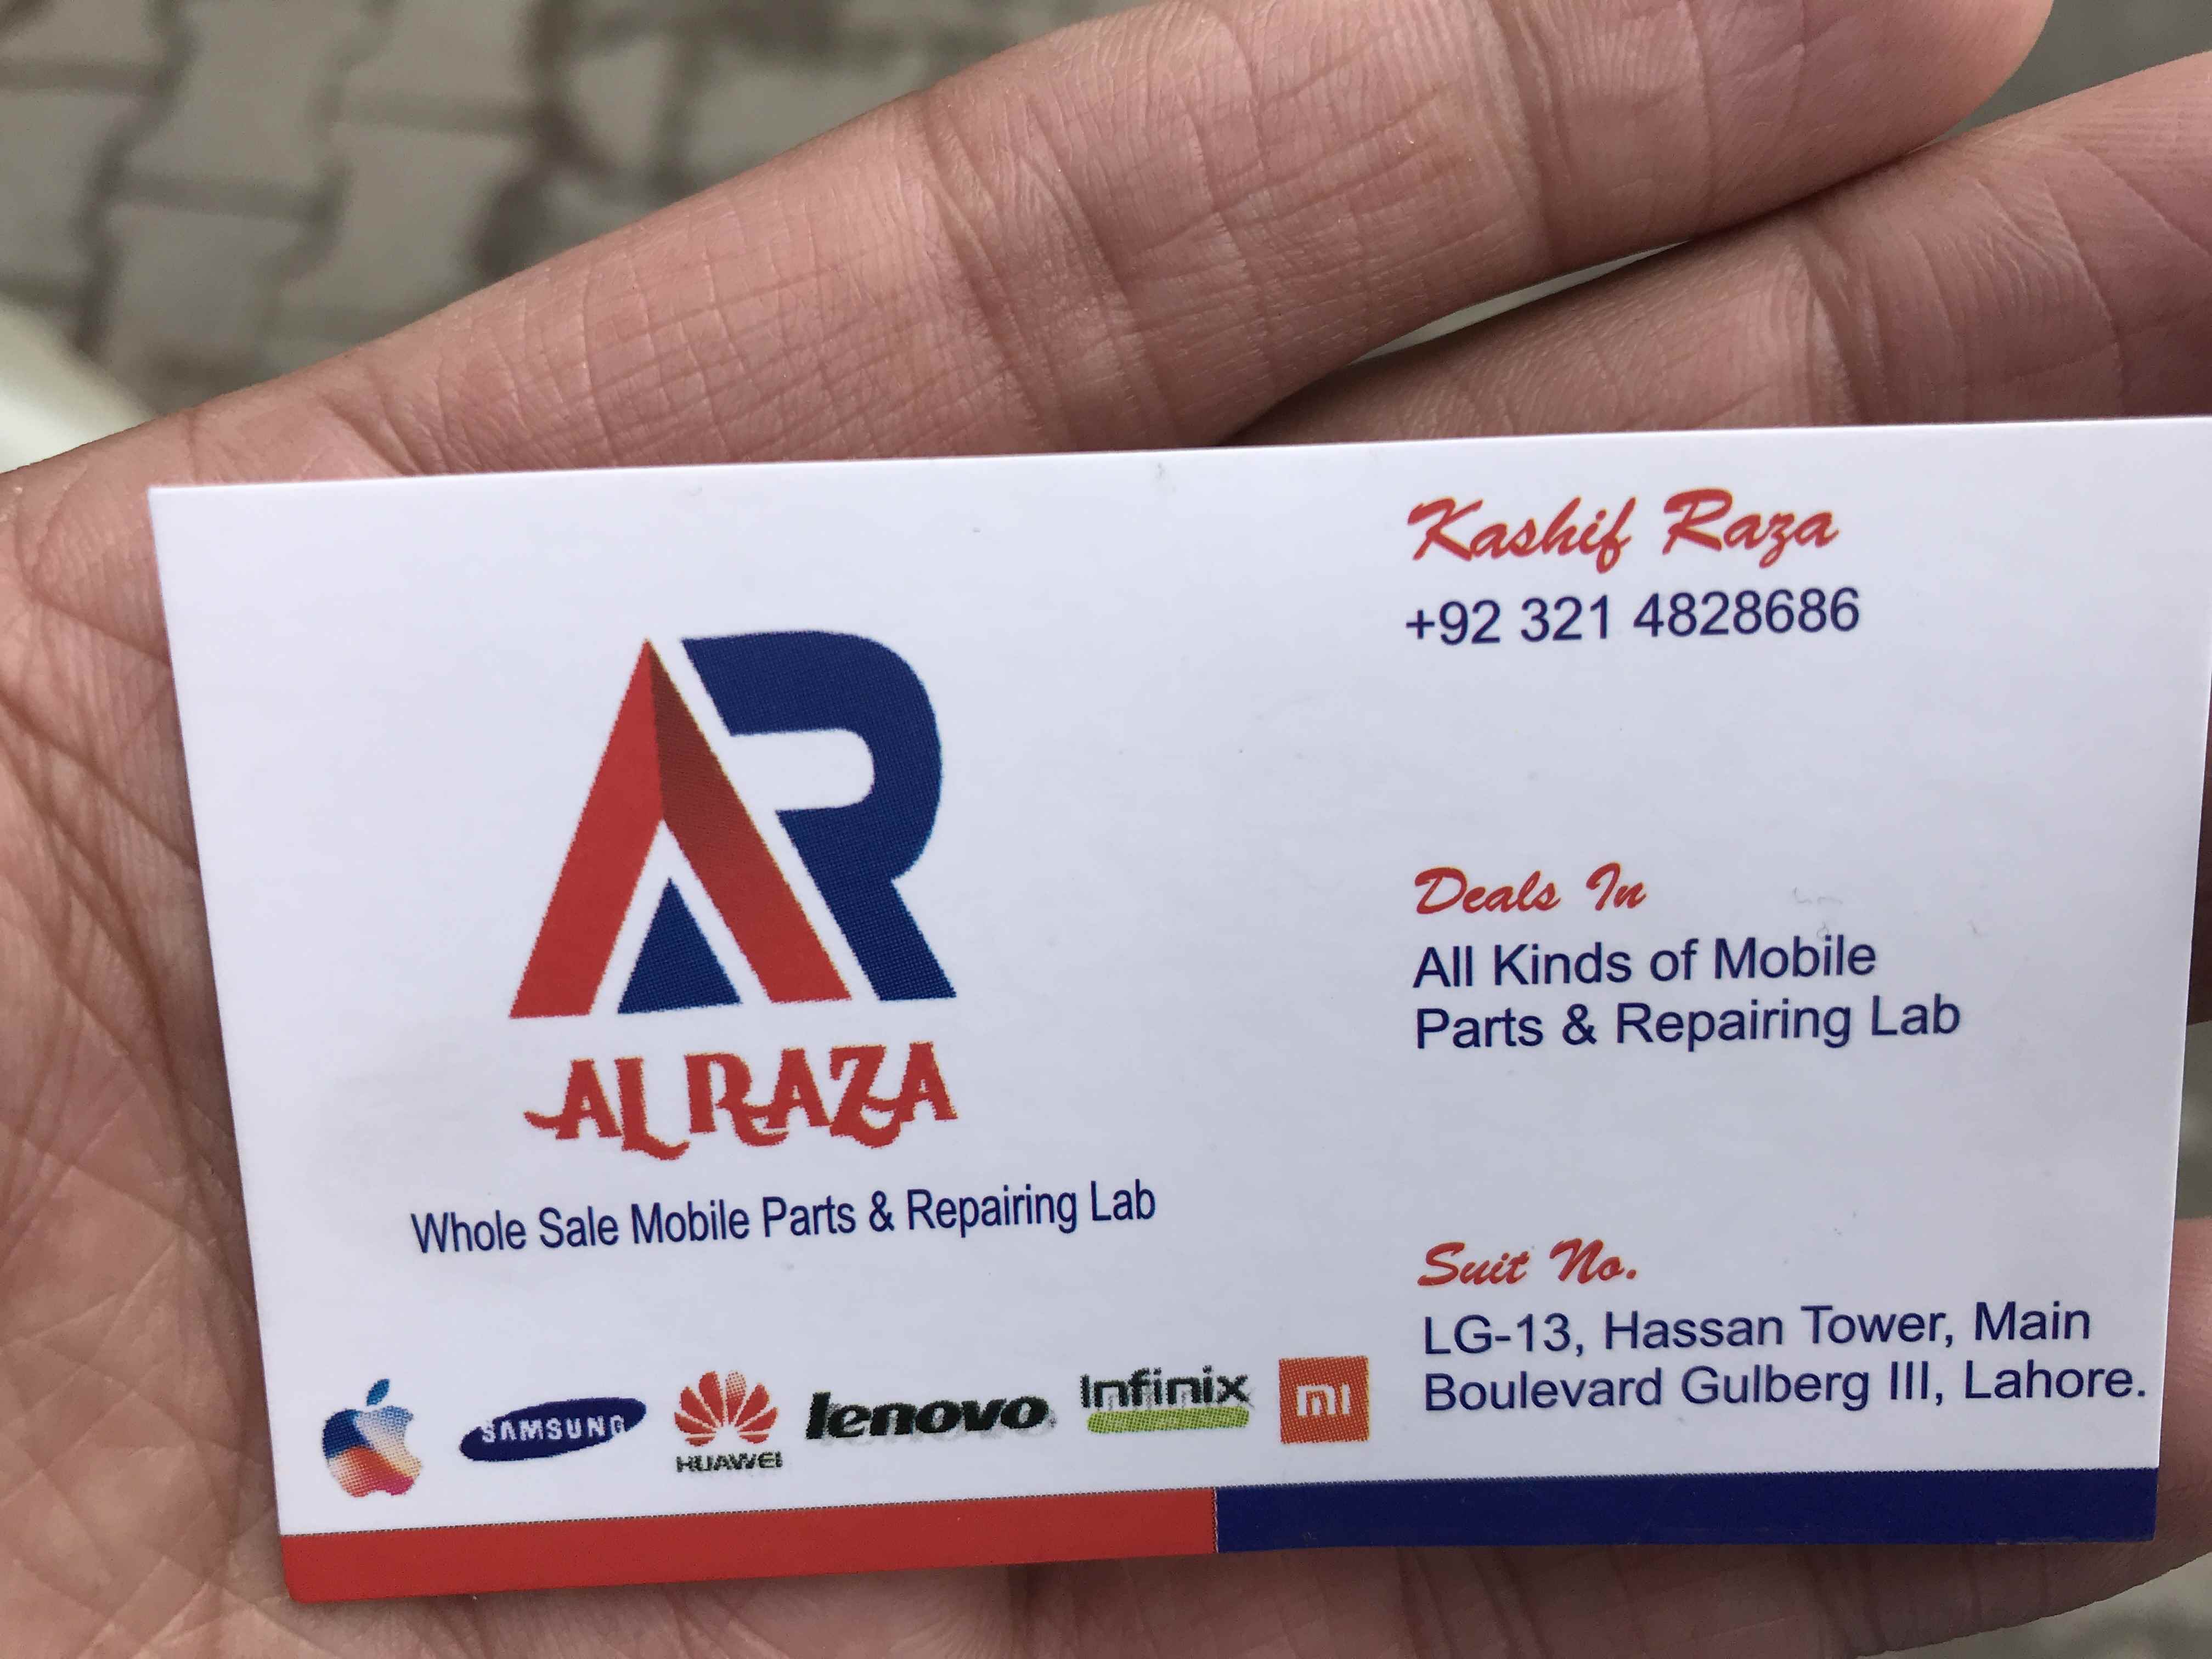 Kashif Raza
+92 321 4828686
AR
AL RAZA
Whole Sale Mobile Parts & Repairing Lab
Deals In
All Kinds of Mobile
Parts & Repairing Lab
Suit No.
LG-13, Hassan Tower, Main
Boulevard Gulberg III, Lahore.
SAMSUNG
HUAWEI
lenovo
Infinix
mi